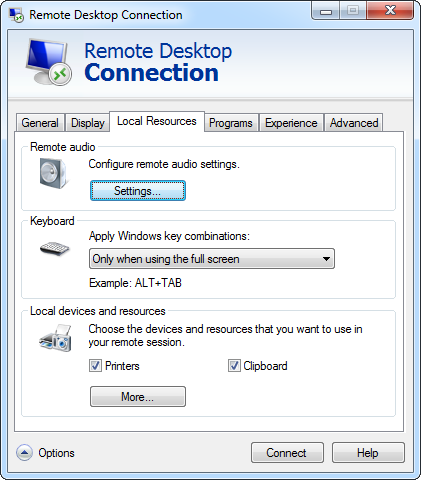 Remote Desktop Connection
Remote Desktop
Connection
General Display Local Resources Programs Experience Advanced
Remote audio
Configure remote audio settings.
Settings...
Keyboard
Apply Windows key combinations:
Only when using the full screen
Example: ALT+TAB
Local devices and resources
Choose the devices and resources that you want to use in
your remote session.
Printers Clipboard
More...
Options Connect Help